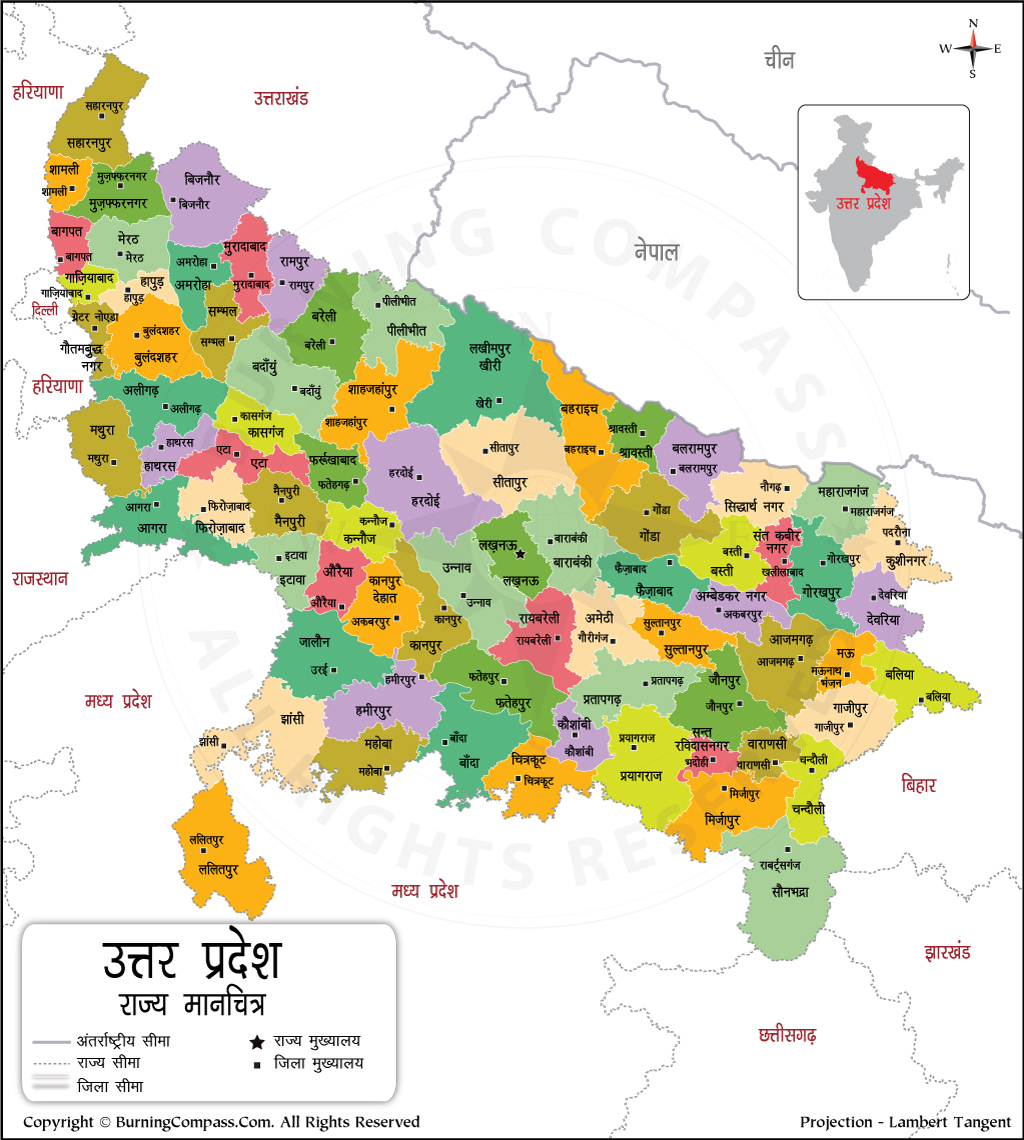 N
W E
S
चीन
हरियाणा
उत्तराखंड
उत्तर प्रदेश
नेपाल
दिल्ली
हरियाणा
राजस्थान
मध्य प्रदेश
मध्य प्रदेश
बिहार
झारखंड
छत्तीसगढ़
सहारनपुर
सहारनपुर
शामली
शामली
मुज़फ्फरनगर
मुज़फ्फरनगर
बिजनौर
बिजनौर
बागपत
बागपत
मेरठ
मेरठ
गाज़ियाबाद
गाज़ियाबाद
हापुड़
हापुड़
अमरोहा
अमरोहा
मुरादाबाद
मुरादाबाद
रामपुर
रामपुर
ग्रेटर नोएडा
गौतमबुद्ध
नगर
बुलंदशहर
बुलंदशहर
सम्मल
सम्मल
बरेली
बरेली
पीलीभीत
पीलीभीत
बदाँयुं
बदाँयुं
शाहजहांपुर
शाहजहांपुर
लखीमपुर
खीरी
खेरी
अलीगढ़
अलीगढ़
कासगंज
कासगंज
मथुरा
मथुरा
हाथरस
हाथरस
एटा
एटा
फर्रूखाबाद
फतेहगढ़
हरदोई
हरदोई
सीतापुर
सीतापुर
बहराइच
बहराइच
श्रावस्ती
श्रावस्ती
बलरामपुर
बलरामपुर
आगरा
आगरा
फिरोज़ाबाद
फिरोज़ाबाद
मैनपुरी
मैनपुरी
कन्नौज
कन्नौज
गोंडा
गोंडा
नौगढ़
सिद्धार्थ नगर
महाराजगंज
महाराजगंज
पदरौना
कुशीनगर
इटावा
इटावा
औरैया
औरैया
कानपुर
देहात
अकबरपुर
कानपुर
कानपुर
उन्नाव
उन्नाव
लखनऊ
लखनऊ
बाराबंकी
बाराबंकी
फैज़ाबाद
फैज़ाबाद
बस्ती
बस्ती
संत कबीर
नगर
खलीलाबाद
गोरखपुर
गोरखपुर
देवरिया
देवरिया
अम्बेडकर नगर
अकबरपुर
जालौन
उरई
रायबरेली
रायबरेली
अमेठी
गौरीगंज
सुल्तानपुर
सुल्तानपुर
आजमगढ़
आजमगढ़
मऊ
मऊनाथ
भंजन
बलिया
बलिया
हमीरपुर
हमीरपुर
फतेहपुर
फतेहपुर
प्रतापगढ़
प्रतापगढ़
जौनपुर
जौनपुर
गाज़ीपुर
गाजीपुर
झांसी
झांसी
महोबा
महोबा
बाँदा
बाँदा
चित्रकूट
चित्रकूट
कौशांबी
कौशांबी
प्रयागराज
प्रयागराज
सन्त
रविदासनगर
भदोही
वाराणसी
वाराणसी
चन्दौली
चन्दौली
मिर्जापुर
मिर्जापुर
राबर्ट्सगंज
सौनभद्रा
ललितपुर
ललितपुर
BURNING COMPASS
ALL RIGHTS RESERVED
उत्तर प्रदेश
राज्य मानचित्र
अंतर्राष्ट्रीय सीमा
राज्य मुख्यालय
राज्य सीमा
जिला मुख्यालय
जिला सीमा
Copyright © BurningCompass.Com. All Rights Reserved
Projection - Lambert Tangent